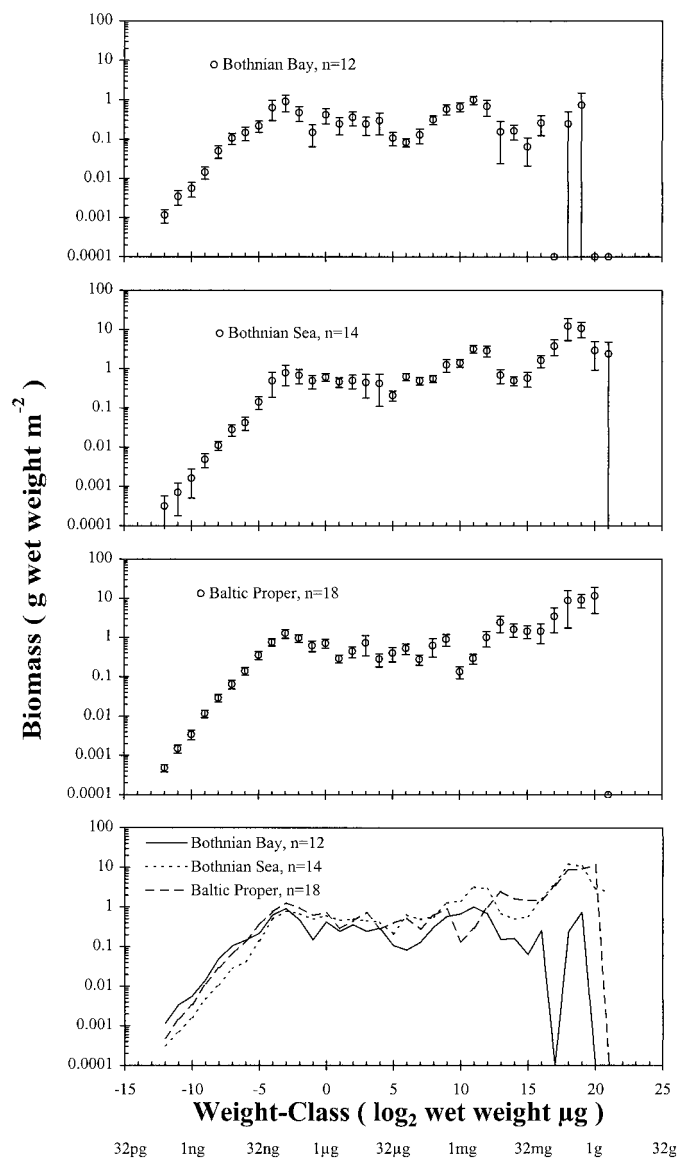 100
10
1
0.1
0.01
0.001
0.0001
Bothnian Bay, n=12
100
10
1
0.1
0.01
0.001
0.0001
Bothnian Sea, n=14
100
10
1
0.1
0.01
0.001
0.0001
Baltic Proper, n=18
Biomass ( g wet weight m⁻² )
100
10
1
0.1
0.01
0.001
0.0001
Bothnian Bay, n=12
Bothnian Sea, n=14
Baltic Proper, n=18
-15 -10 -5 0 5 10 15 20 25
Weight-Class ( log₂ wet weight µg )
32pg 1ng 32ng 1µg 32µg 1mg 32mg 1g 32g